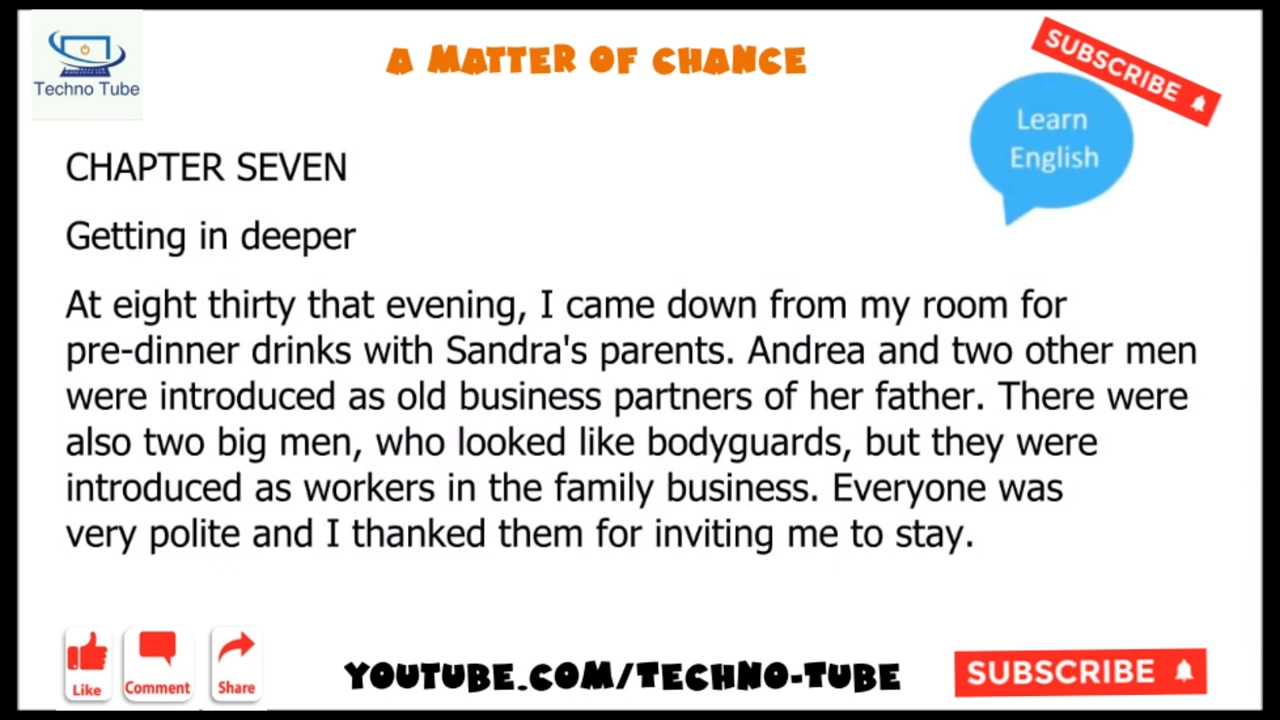 Techno Tube
A MATTER OF CHANCE
SUBSCRIBE
Learn
English
CHAPTER SEVEN
Getting in deeper
At eight thirty that evening, I came down from my room for
pre-dinner drinks with Sandra's parents. Andrea and two other men
were introduced as old business partners of her father. There were
also two big men, who looked like bodyguards, but they were
introduced as workers in the family business. Everyone was
very polite and I thanked them for inviting me to stay.
Like
Comment
Share
YOUTUBE.COM/TECHNO-TUBE
SUBSCRIBE